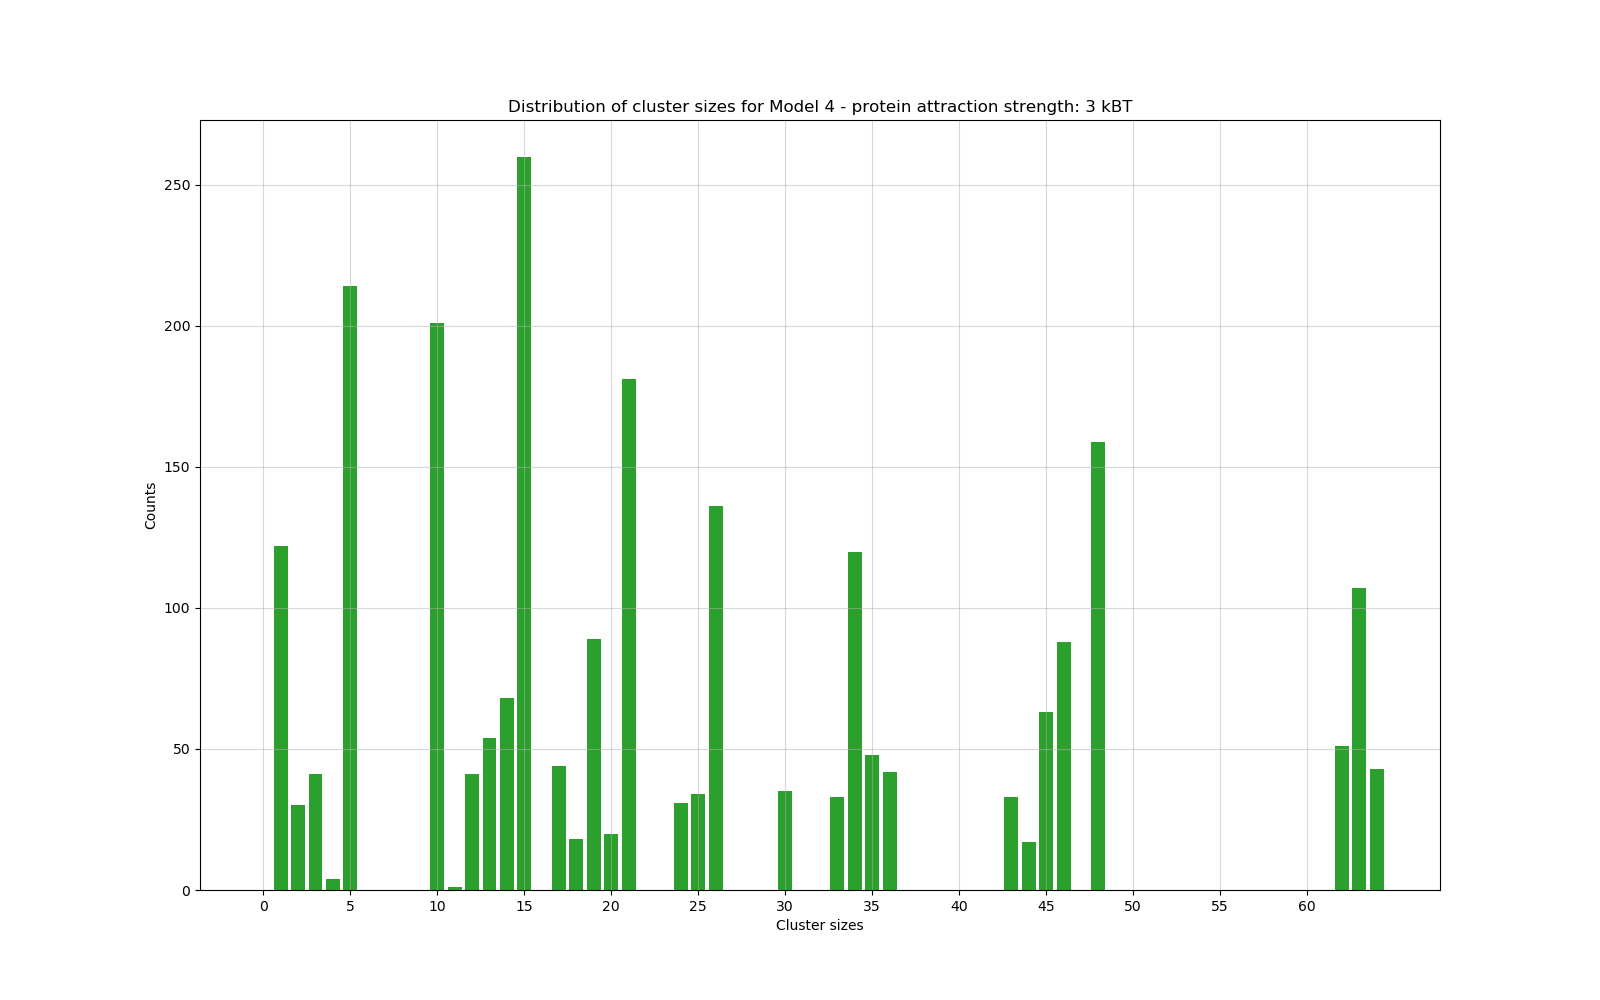 Distribution of cluster sizes for Model 4 - protein attraction strength: 3 kBT
250
200
150
100
50
0
Counts
0 5 10 15 20 25 30 35 40 45 50 55 60
Cluster sizes